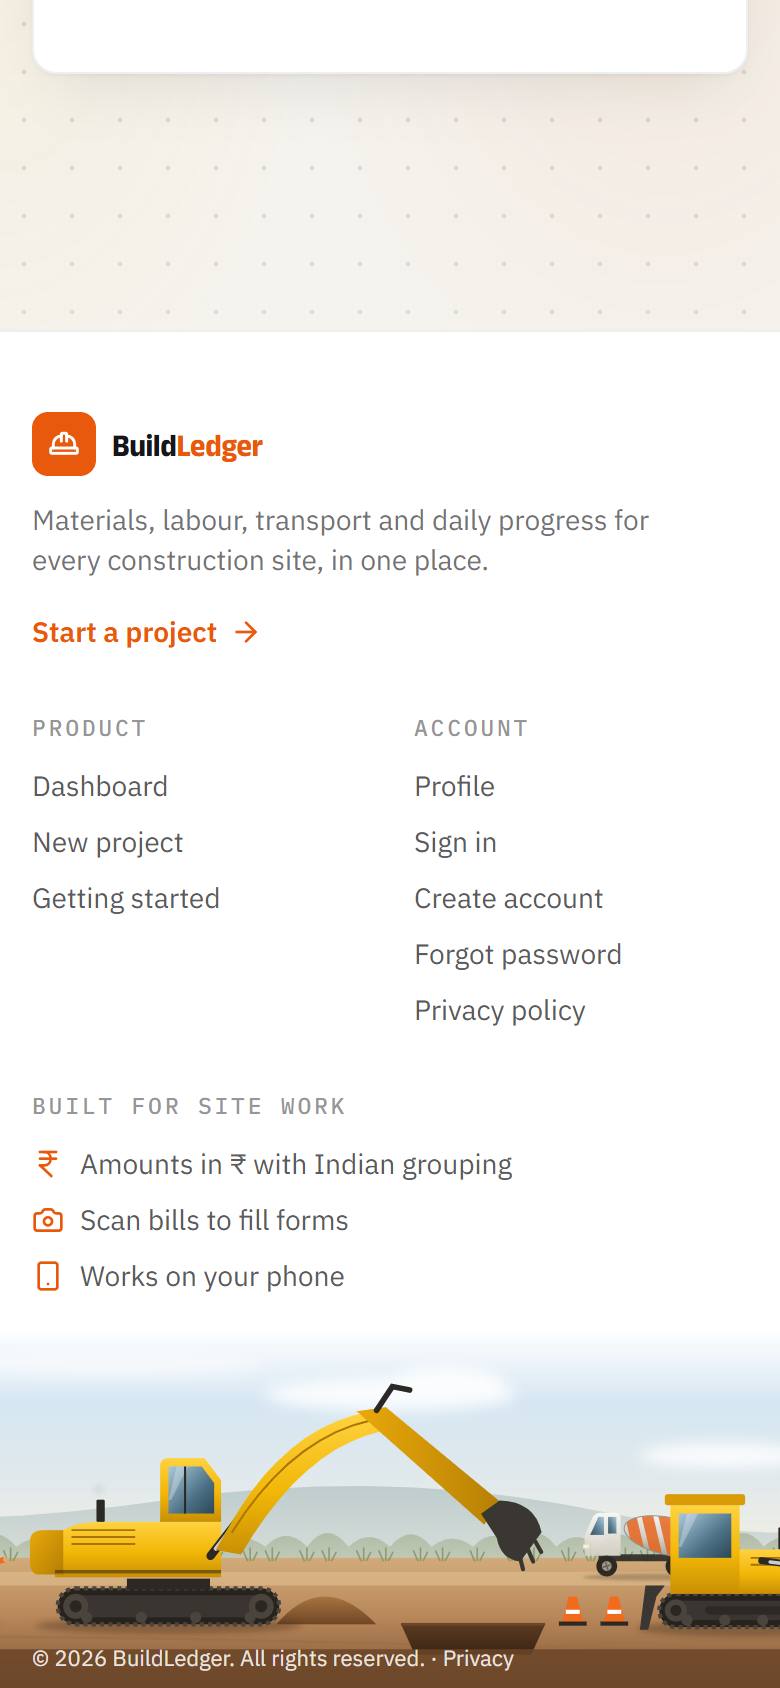 BuildLedger
Materials, labour, transport and daily progress for
every construction site, in one place.
Start a project →
PRODUCT
Dashboard
New project
Getting started
ACCOUNT
Profile
Sign in
Create account
Forgot password
Privacy policy
BUILT FOR SITE WORK
Amounts in ₹ with Indian grouping
Scan bills to fill forms
Works on your phone
© 2026 BuildLedger. All rights reserved. · Privacy